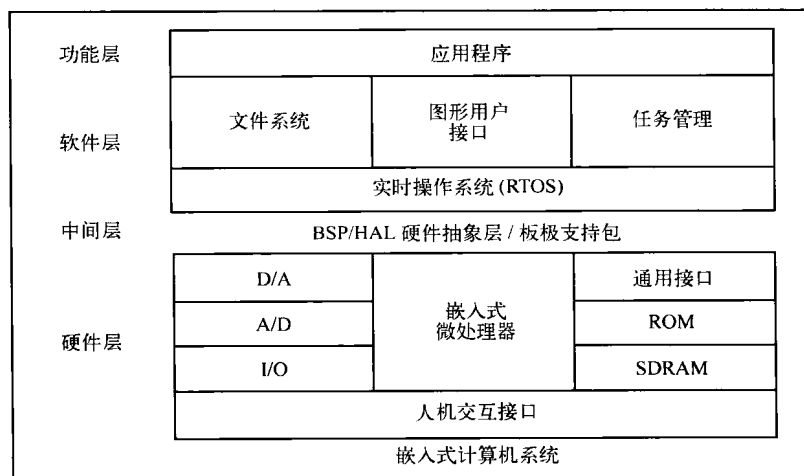 功能层
应用程序
软件层
文件系统
图形用户
接口
任务管理
实时操作系统(RTOS)
中间层
BSP/HAL 硬件抽象层 / 板极支持包
硬件层
D/A
A/D
I/O
嵌入式
微处理器
通用接口
ROM
SDRAM
人机交互接口
嵌入式计算机系统